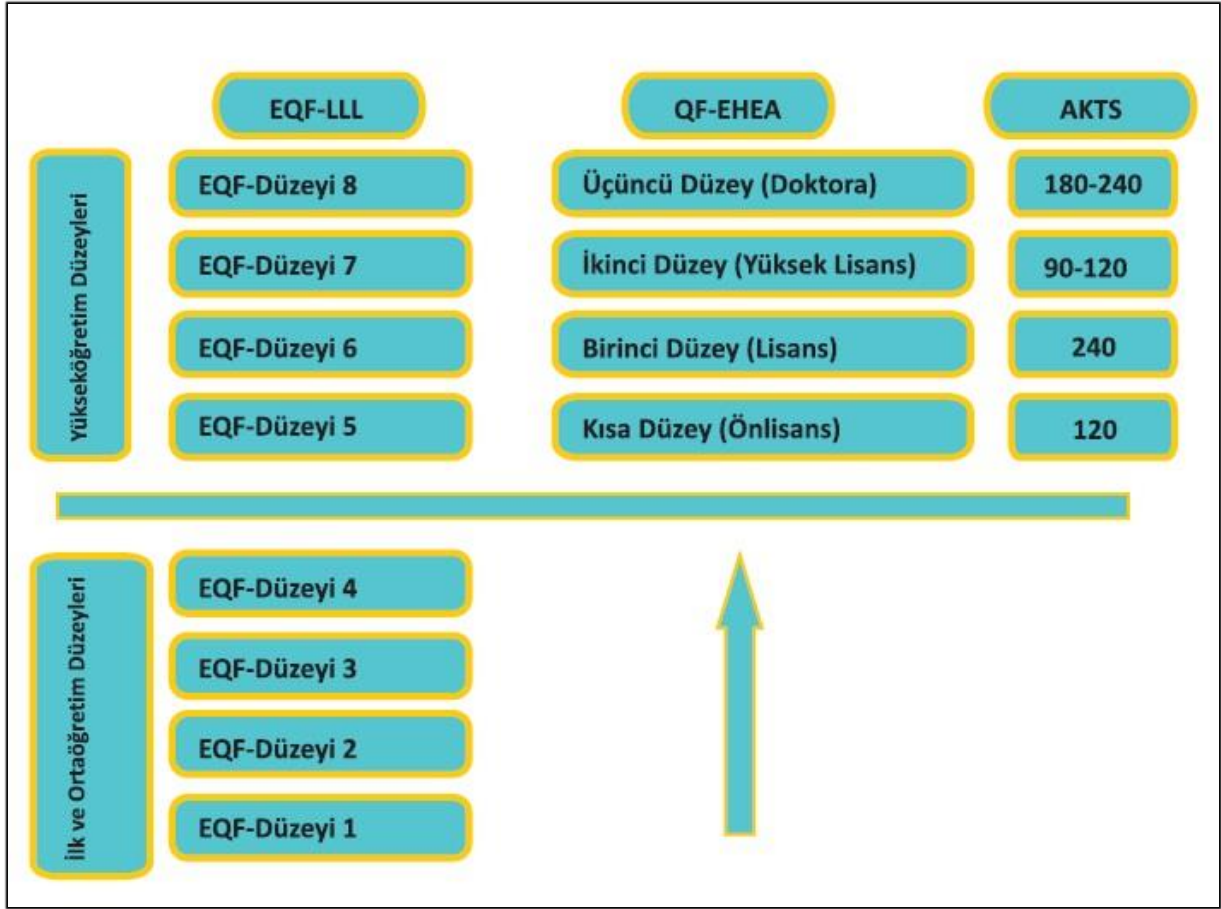 EQF-LLL QF-EHEA AKTS
Yükseköğretim Düzeyleri
EQF-Düzeyi 8 Üçüncü Düzey (Doktora) 180-240
EQF-Düzeyi 7 İkinci Düzey (Yüksek Lisans) 90-120
EQF-Düzeyi 6 Birinci Düzey (Lisans) 240
EQF-Düzeyi 5 Kısa Düzey (Önlisans) 120
İlk ve Ortaöğretim Düzeyleri
EQF-Düzeyi 4
EQF-Düzeyi 3
EQF-Düzeyi 2
EQF-Düzeyi 1